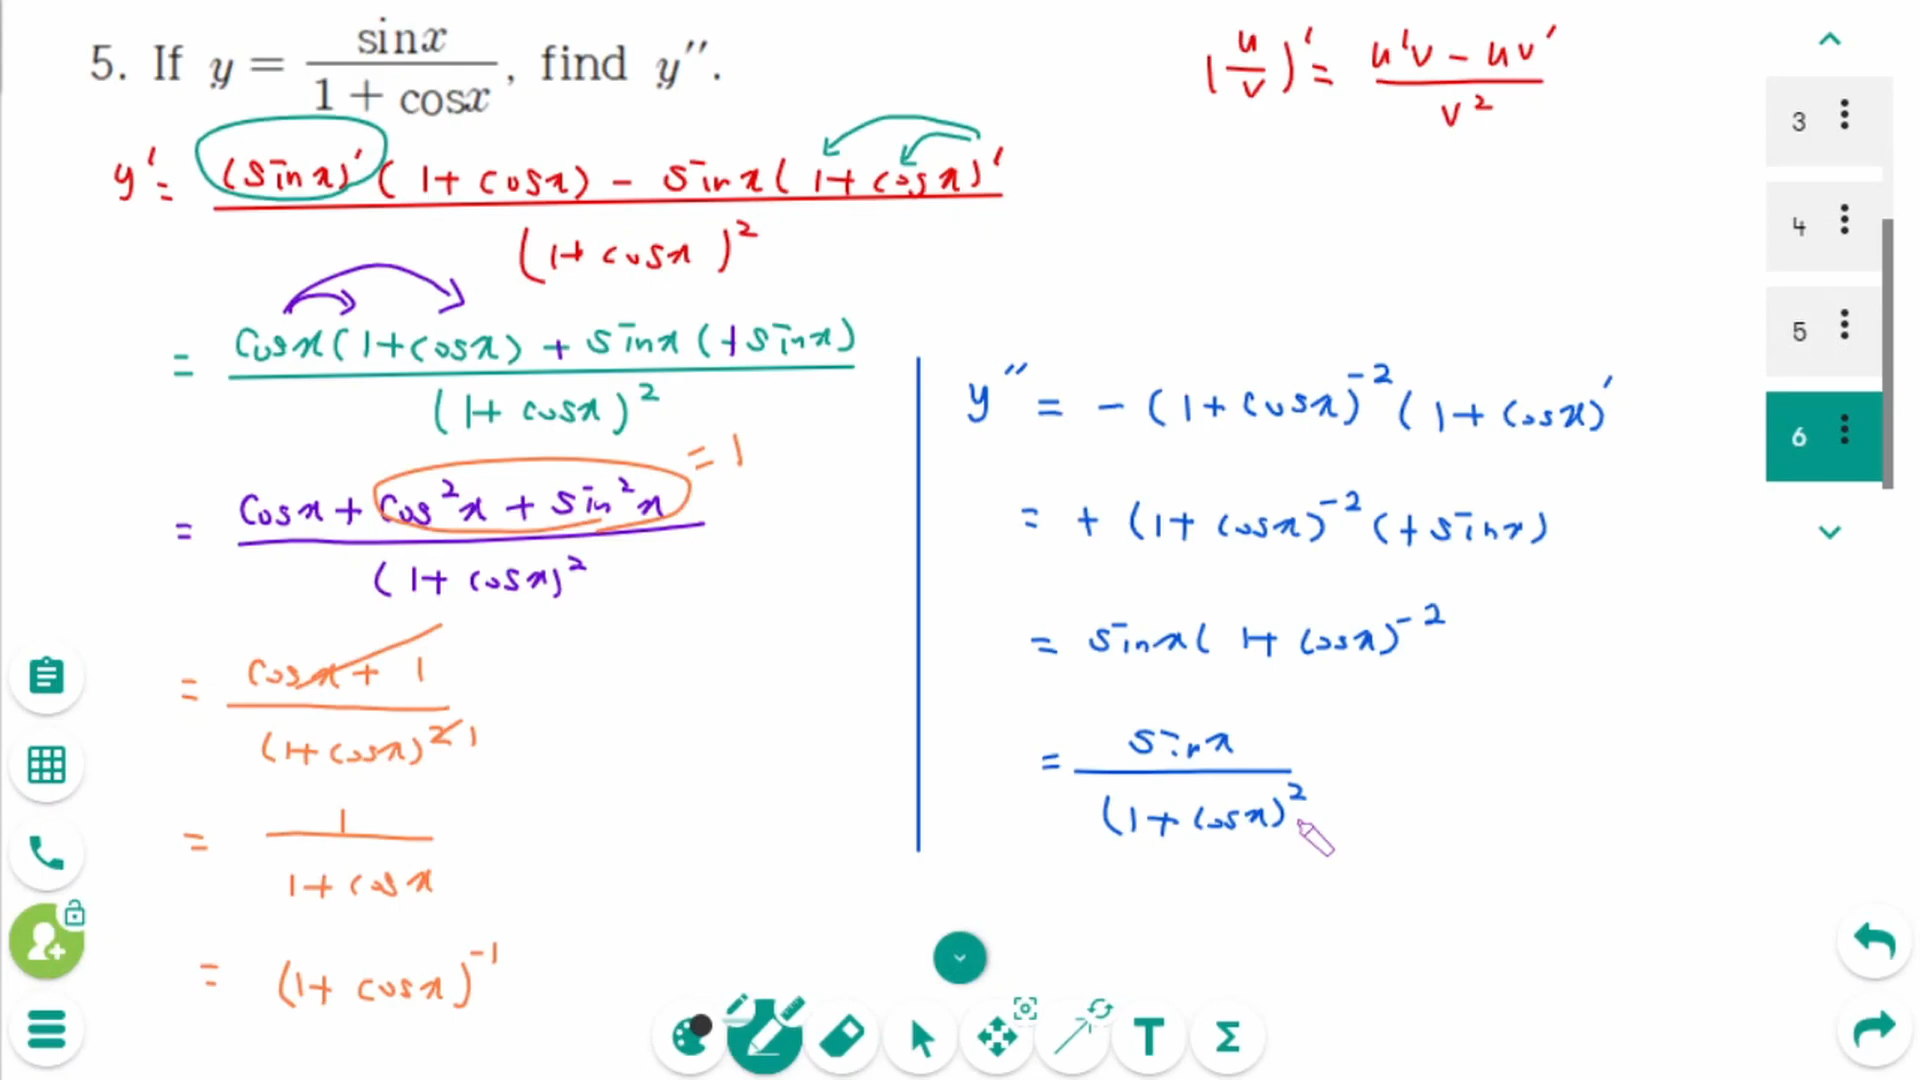 5. If y = sinx / (1 + cosx), find y''.
(u/v)' = (u'v - uv') / v²
y' = ((sinx)'(1 + cosx) - sinx(1 + cosx)') / (1 + cosx)²
= (cosx(1+cosx) + sinx(+sinx)) / (1 + cosx)²
= (cosx + cos²x + sin²x) / (1 + cosx)²
= 1
= (cosx + 1) / (1 + cosx)² 1
= 1 / (1 + cosx)
= (1 + cosx)⁻¹
y'' = -(1 + cosx)⁻²(1 + cosx)'
= +(1 + cosx)⁻²(+sinx)
= sinx(1 + cosx)⁻²
= sinx / (1 + cosx)²
3
4
5
6
T
Σ